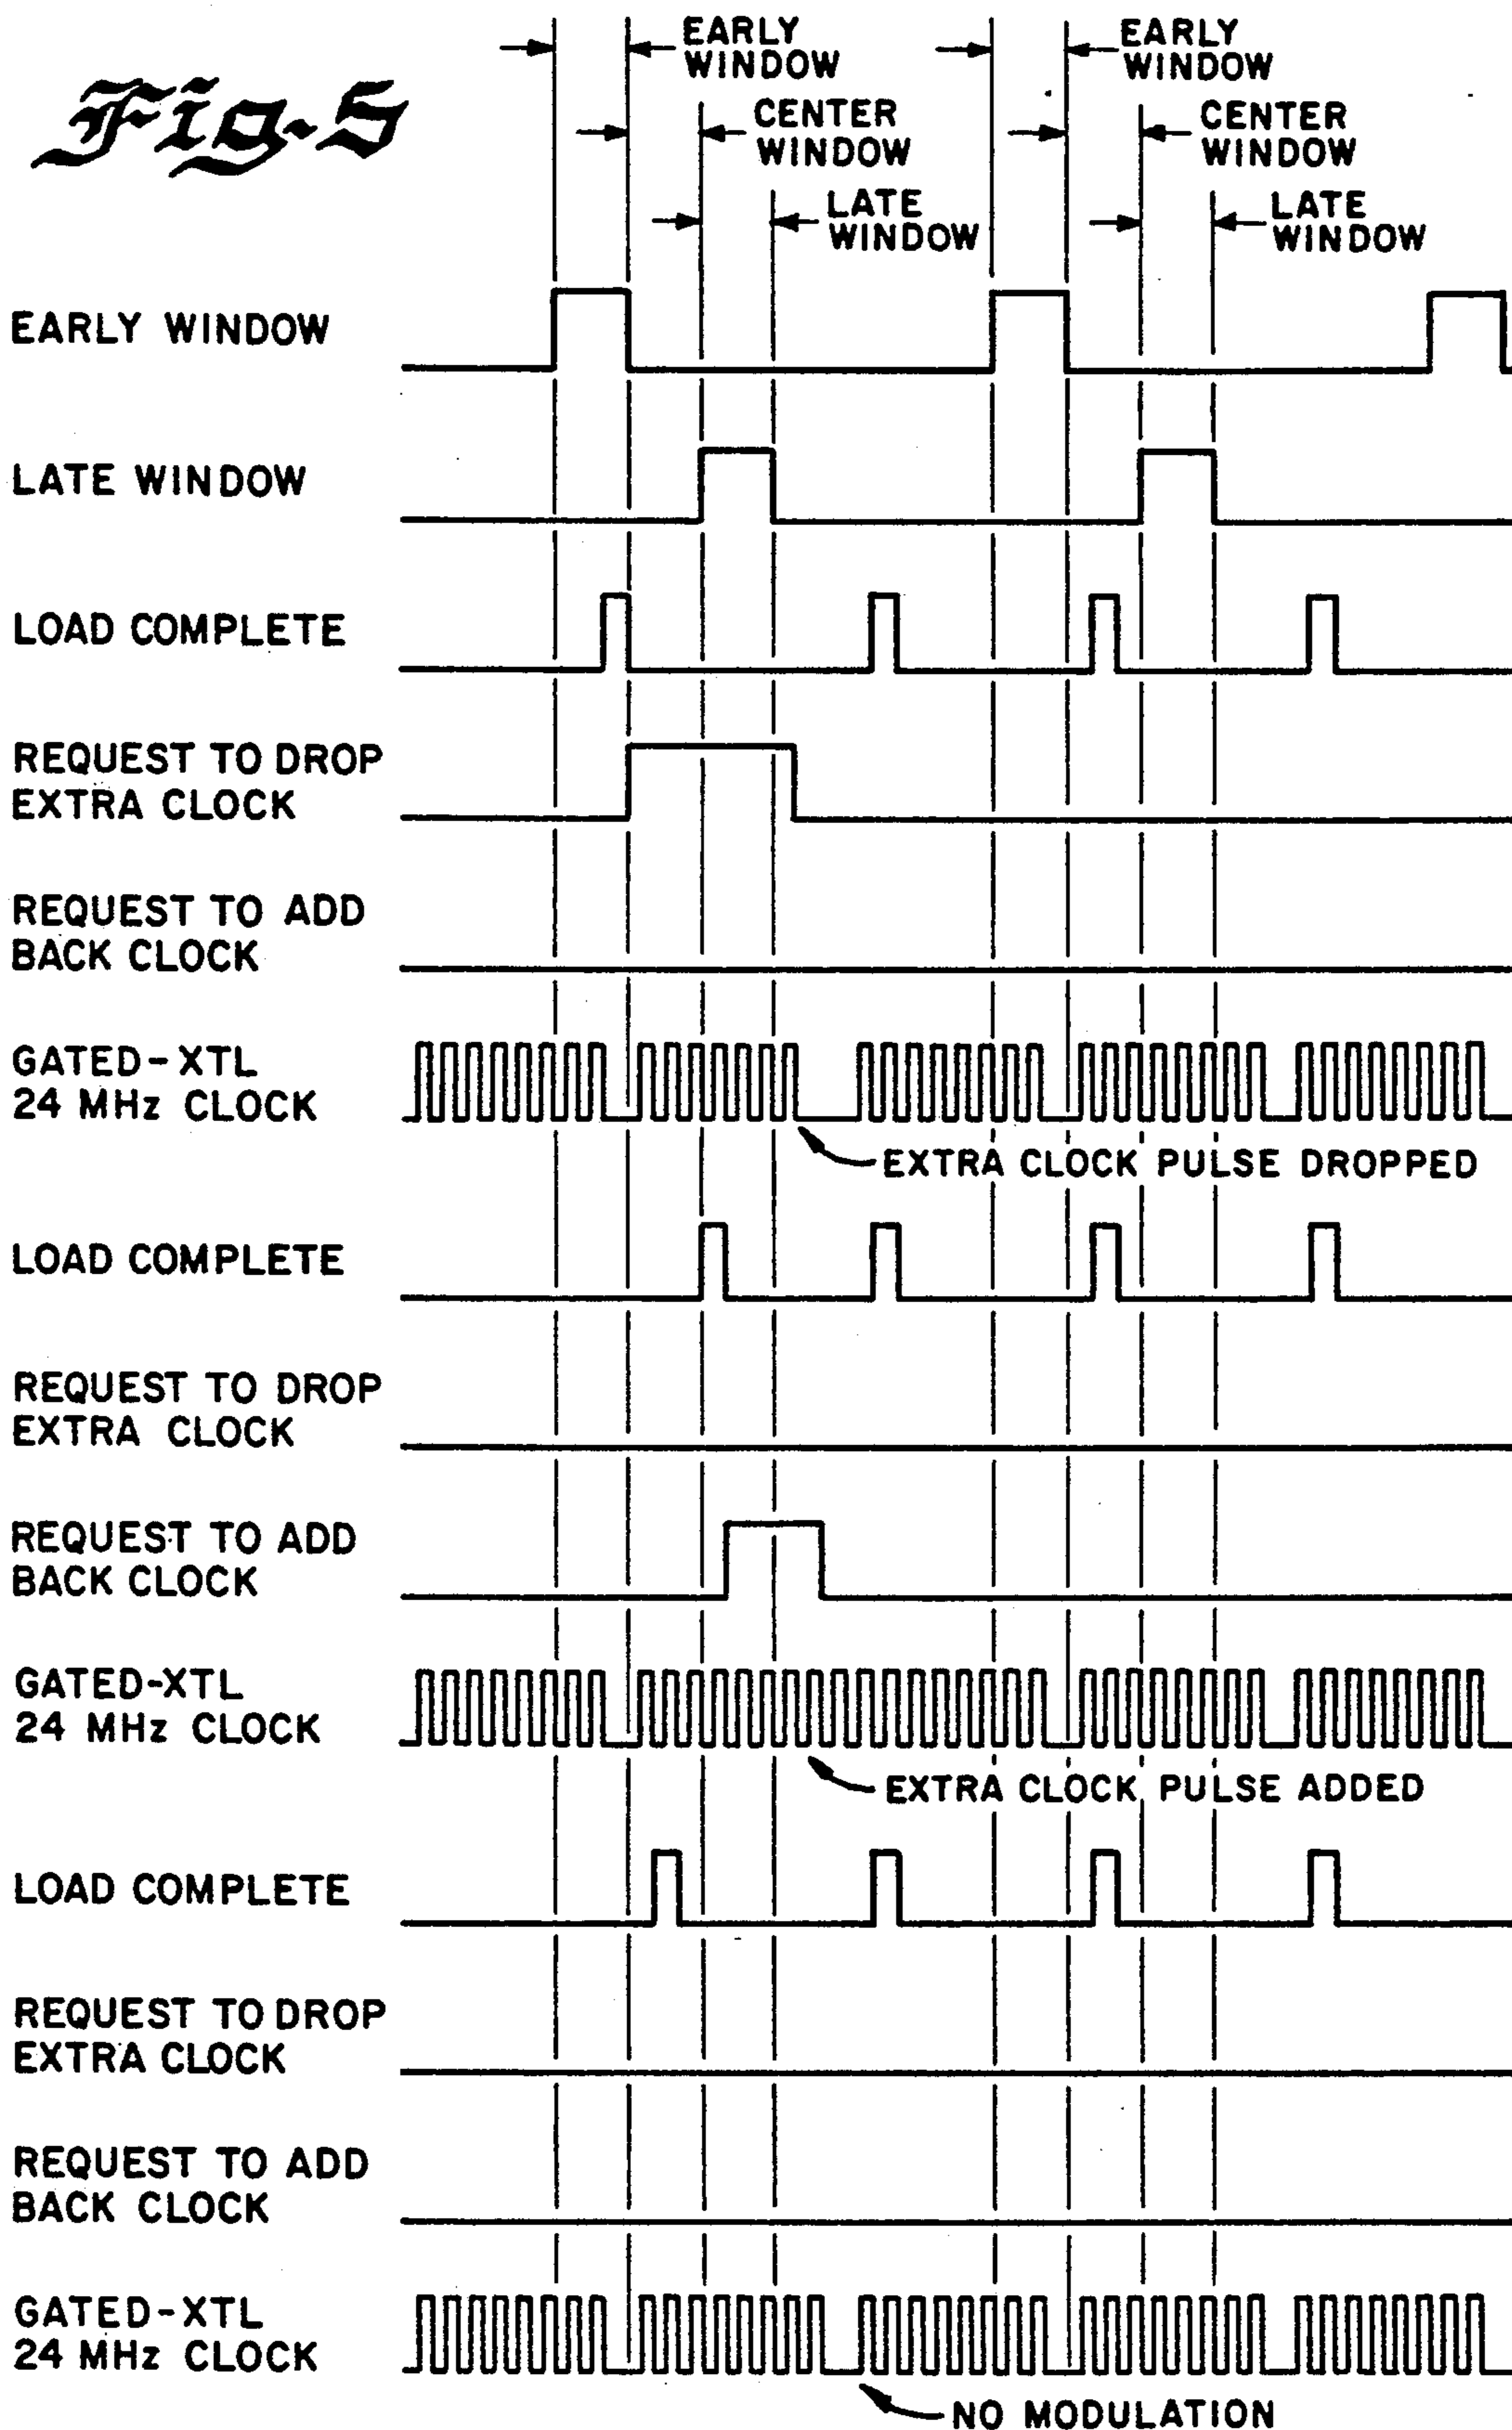 Fig. 5
EARLY
WINDOW
EARLY
WINDOW
CENTER
WINDOW
CENTER
WINDOW
LATE
WINDOW
LATE
WINDOW
EARLY WINDOW
LATE WINDOW
LOAD COMPLETE
REQUEST TO DROP
EXTRA CLOCK
REQUEST TO ADD
BACK CLOCK
GATED-XTL
24 MHz CLOCK
EXTRA CLOCK PULSE DROPPED
LOAD COMPLETE
REQUEST TO DROP
EXTRA CLOCK
REQUEST TO ADD
BACK CLOCK
GATED-XTL
24 MHz CLOCK
EXTRA CLOCK PULSE ADDED
LOAD COMPLETE
REQUEST TO DROP
EXTRA CLOCK
REQUEST TO ADD
BACK CLOCK
GATED-XTL
24 MHz CLOCK
NO MODULATION